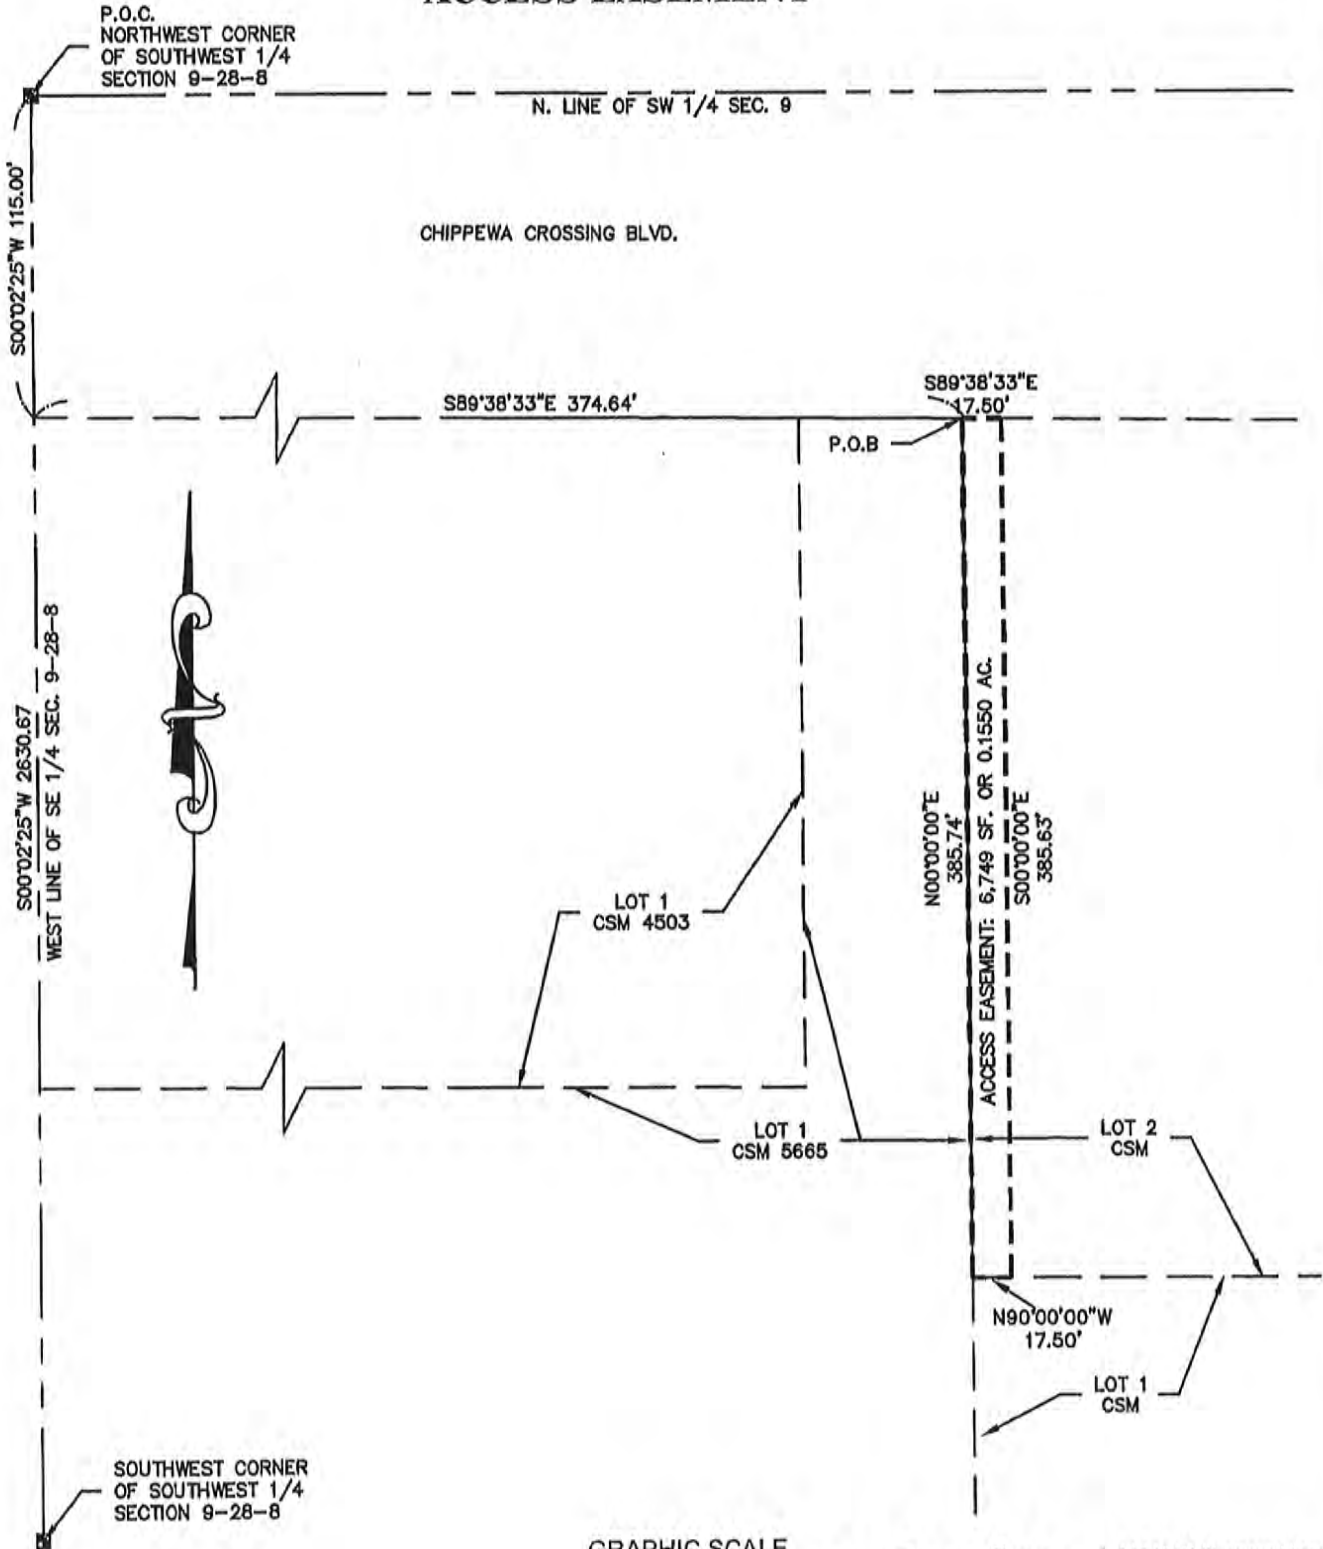 P.O.C.
NORTHWEST CORNER
OF SOUTHWEST 1/4
SECTION 9-28-8
N. LINE OF SW 1/4 SEC. 9
S00°02'25"W 115.00'
CHIPPEWA CROSSING BLVD.
S89°38'33"E 374.64'
S89°38'33"E
17.50'
P.O.B
S00°02'25"W 2630.67
WEST LINE OF SE 1/4 SEC. 9-28-8
N00°00'00"E
385.74'
ACCESS EASEMENT: 6,749 SF. OR 0.1550 AC.
S00°00'00"E
385.63'
LOT 1
CSM 4503
LOT 1
CSM 5665
LOT 2
CSM
N90°00'00"W
17.50'
LOT 1
CSM
SOUTHWEST CORNER
OF SOUTHWEST 1/4
SECTION 9-28-8
GRAPHIC SCALE